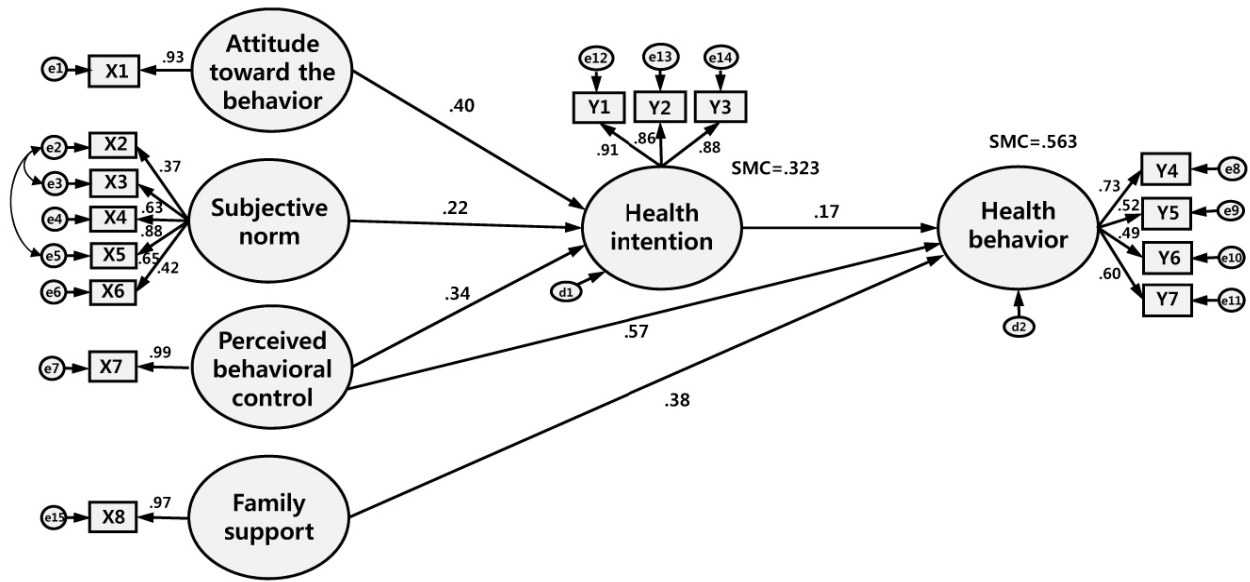 Attitude
toward the
behavior
e1
X1
.93
.40
e2
X2
.37
e3
X3
.63
e4
X4
.88
e5
X5
.65
e6
X6
.42
Subjective
norm
.22
Perceived
behavioral
control
e7
X7
.99
.34
.57
Family
support
e15
X8
.97
.38
e12
e13
e14
Y1
Y2
Y3
.91
.86
.88
SMC=.323
Health
intention
d1
.17
SMC=.563
Health
behavior
d2
.73
Y4
e8
.52
Y5
e9
.49
Y6
e10
.60
Y7
e11